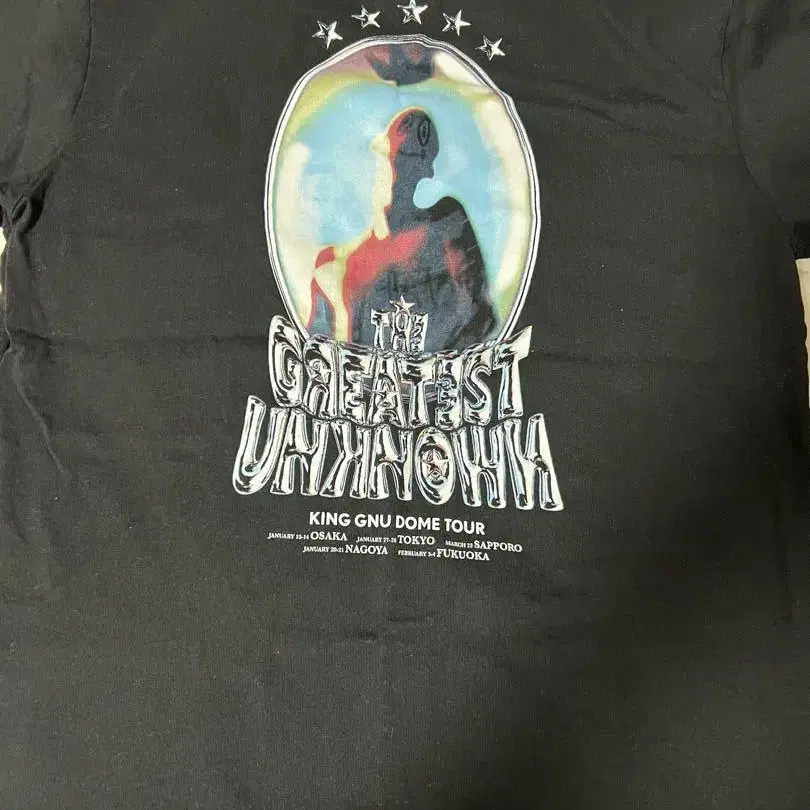 THE
GREATEST
UNKNOWN
KING GNU DOME TOUR
JANUARY 13-14 OSAKA JANUARY 27-28 TOKYO MARCH 23 SAPPORO
JANUARY 20-21 NAGOYA FEBRUARY 3-4 FUKUOKA